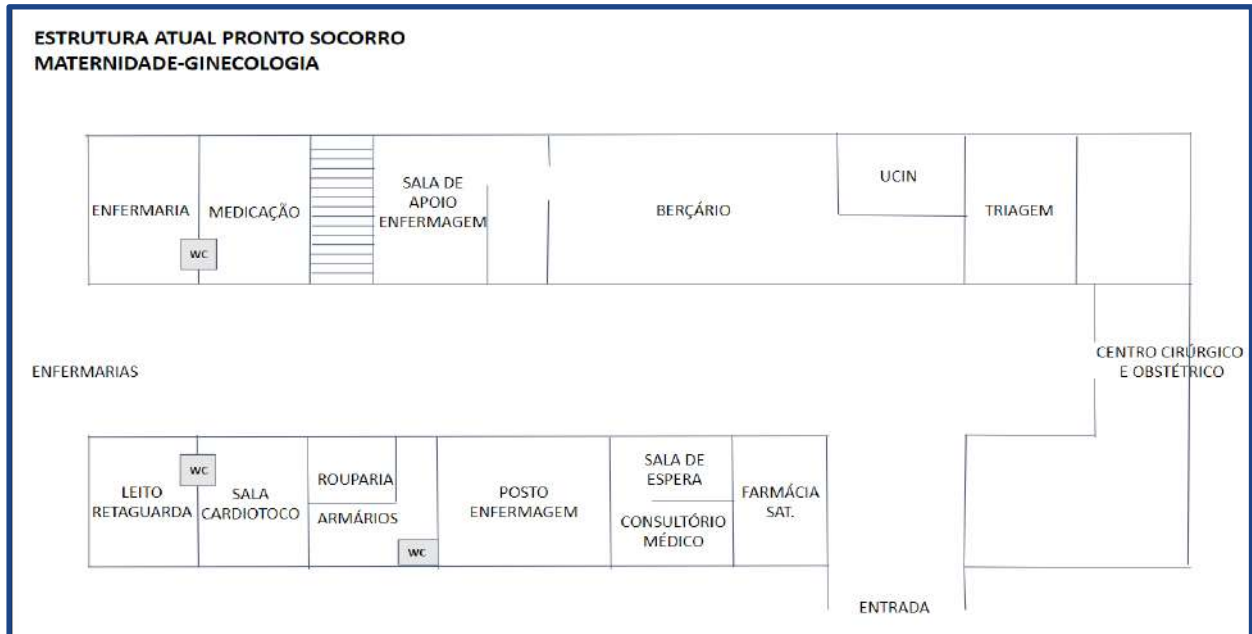 ESTRUTURA ATUAL PRONTO SOCORRO
MATERNIDADE-GINECOLOGIA
ENFERMARIA
MEDICAÇÃO
WC
SALA DE
APOIO
ENFERMAGEM
BERÇÁRIO
UCIN
TRIAGEM
ENFERMARIAS
CENTRO CIRÚRGICO
E OBSTÉTRICO
WC
LEITO
RETAGUARDA
SALA
CARDIOTOCO
ROUPARIA
ARMÁRIOS
WC
POSTO
ENFERMAGEM
SALA DE
ESPERA
CONSULTÓRIO
MÉDICO
FARMÁCIA
SAT.
ENTRADA